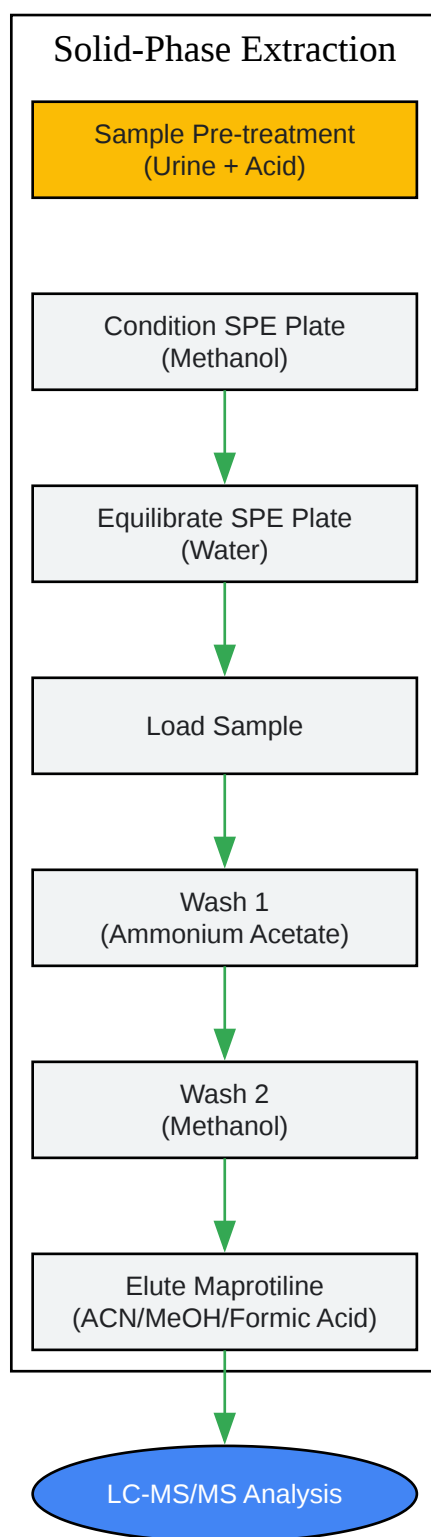 Solid-Phase Extraction
Sample Pre-treatment
(Urine + Acid)
Condition SPE Plate
(Methanol)
Equilibrate SPE Plate
(Water)
Load Sample
Wash 1
(Ammonium Acetate)
Wash 2
(Methanol)
Elute Maprotiline
(ACN/MeOH/Formic Acid)
LC-MS/MS Analysis